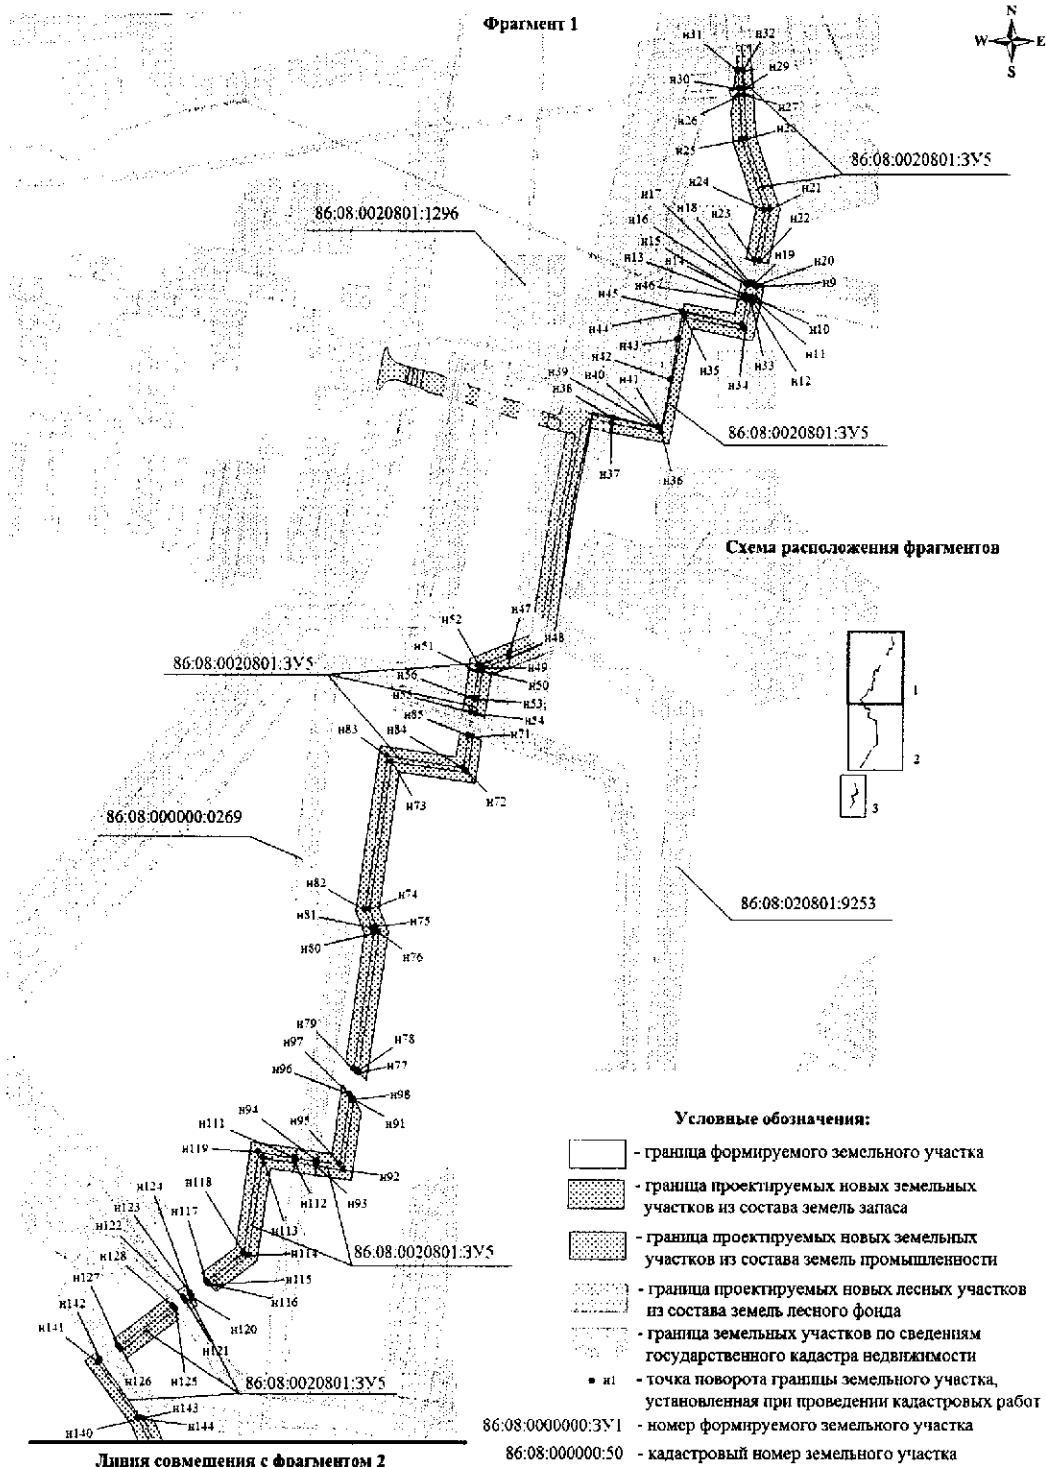 Фрагмент 1
N
W E
S
н31
н32
н30
н29
н27
н26
н28
н25
86:08:0020801:ЗУ5
н24
н21
н17
н18
н23
н22
86:08:0020801:1296
н16
н15
н14
н13
н19
н20
н9
н46
н45
н10
н44
н11
н43
н33
н12
н35
н34
н42
н41
н40
н39
н38
86:08:0020801:ЗУ5
н37
н36
Схема расположения фрагментов
н47
н52
н48
н51
86:08:0020801:ЗУ5
н49
н50
н56
н55
н53
н54
н85
н84
н83
н71
н73
н72
1
2
3
86:08:000000:0269
н82
н74
н81
н75
н80
н76
86:08:020801:9253
н79
н78
н97
н77
н96
н98
н91
н94
н95
н111
н119
н92
н93
н112
н124
н118
н123
н117
н113
н122
н114
86:08:0020801:ЗУ5
н128
н115
н116
н127
н142
н120
н141
н121
н126
н125
86:08:0020801:ЗУ5
н143
н144
н140
Линия совмещения с фрагментом 2
Условные обозначения:
- граница формируемого земельного участка
- граница проектируемых новых земельных
участков из состава земель запаса
- граница проектируемых новых земельных
участков из состава земель промышленности
- граница проектируемых новых лесных участков
из состава земель лесного фонда
- граница земельных участков по сведениям
государственного кадастра недвижимости
н1 - точка поворота границы земельного участка,
установленная при проведении кадастровых работ
86:08:0000000:ЗУ1 - номер формируемого земельного участка
86:08:000000:50 - кадастровый номер земельного участка